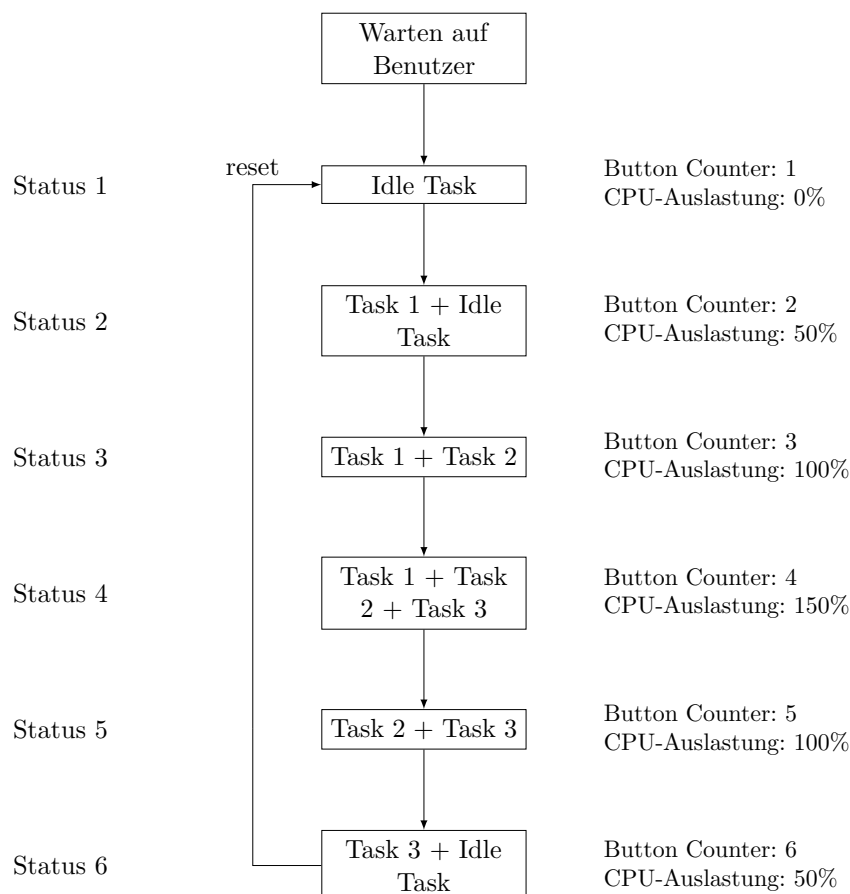 Warten auf
Benutzer
reset
Status 1
Idle Task
Button Counter: 1
CPU-Auslastung: 0%
Status 2
Task 1 + Idle
Task
Button Counter: 2
CPU-Auslastung: 50%
Status 3
Task 1 + Task 2
Button Counter: 3
CPU-Auslastung: 100%
Status 4
Task 1 + Task
2 + Task 3
Button Counter: 4
CPU-Auslastung: 150%
Status 5
Task 2 + Task 3
Button Counter: 5
CPU-Auslastung: 100%
Status 6
Task 3 + Idle
Task
Button Counter: 6
CPU-Auslastung: 50%